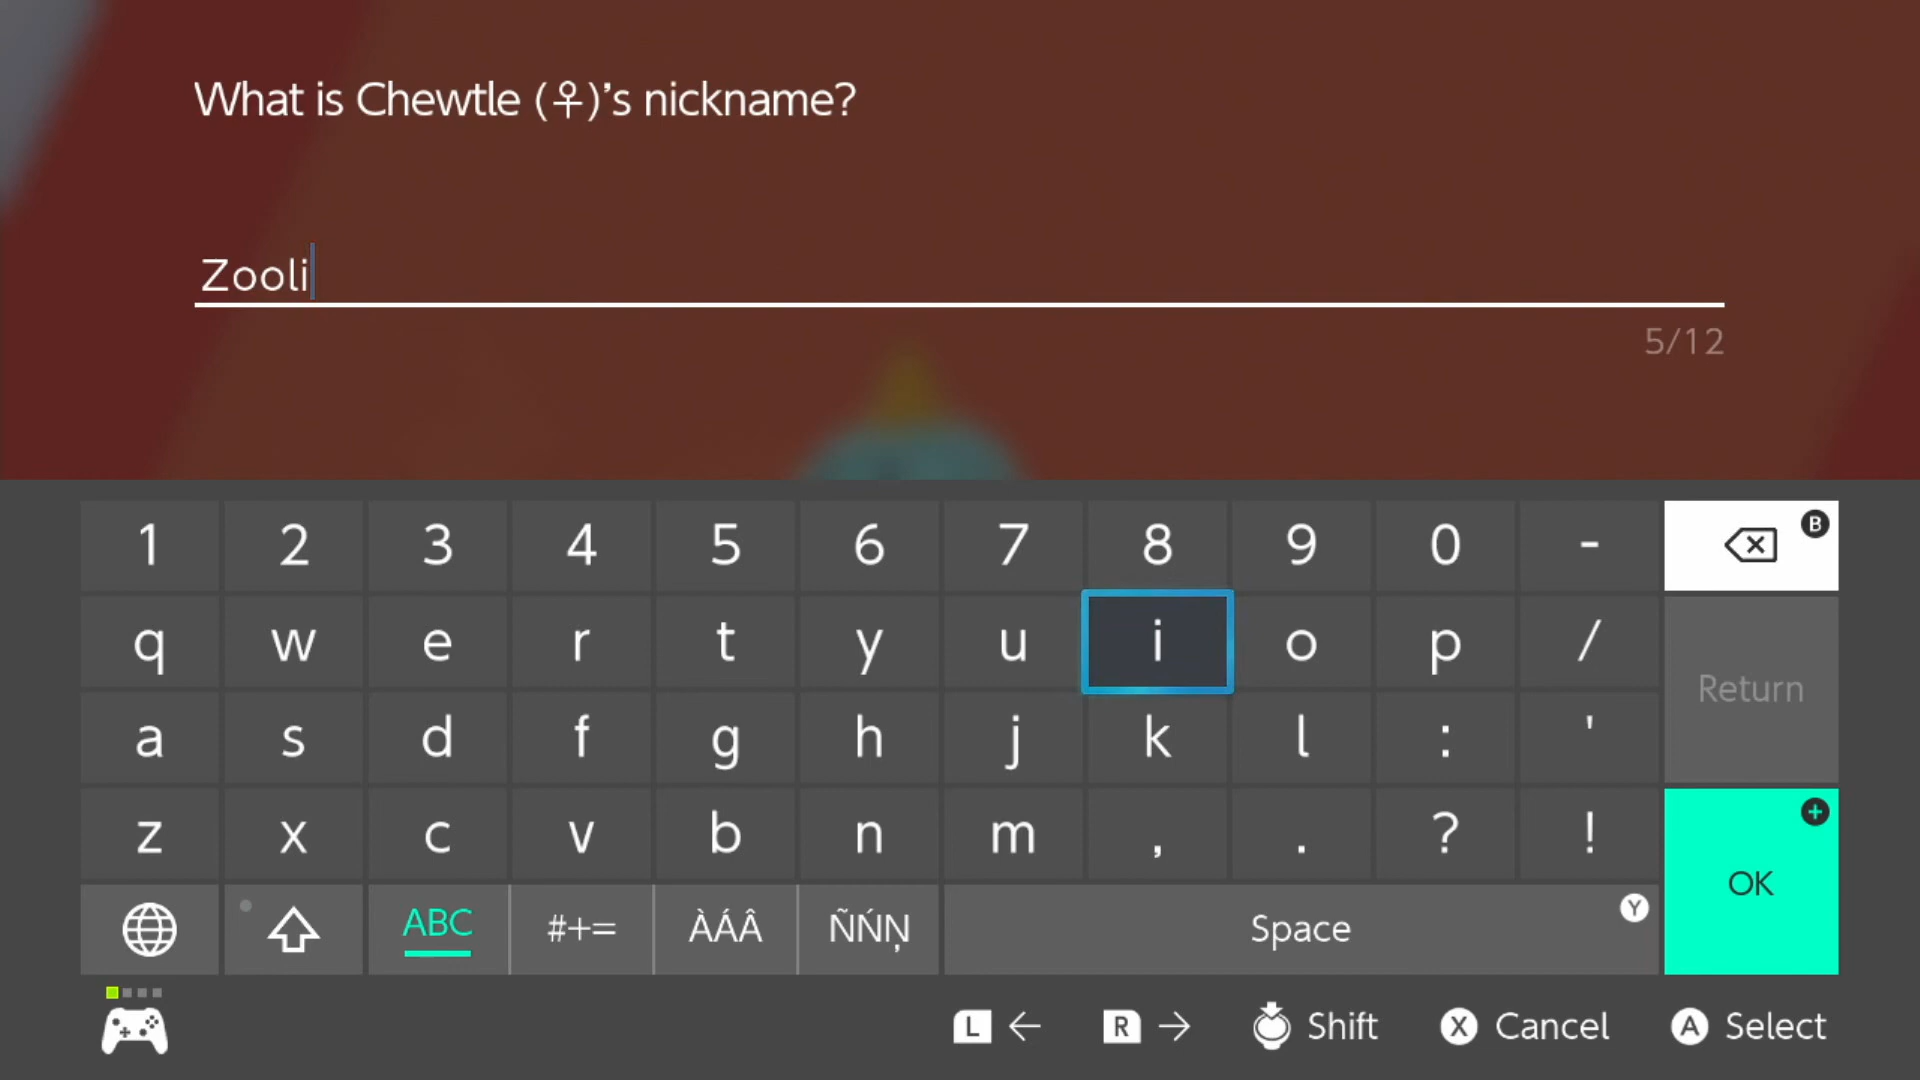 What is Chewtle (♀)'s nickname?
Zooli
5/12
1 2 3 4 5 6 7 8 9 0 - B
q w e r t y u i o p / Return
a s d f g h j k l : '
z x c v b n m , . ? ! + OK
ABC #+= ÀÁÂ ÑŃŅ Space Y
L ← R → Shift X Cancel A Select